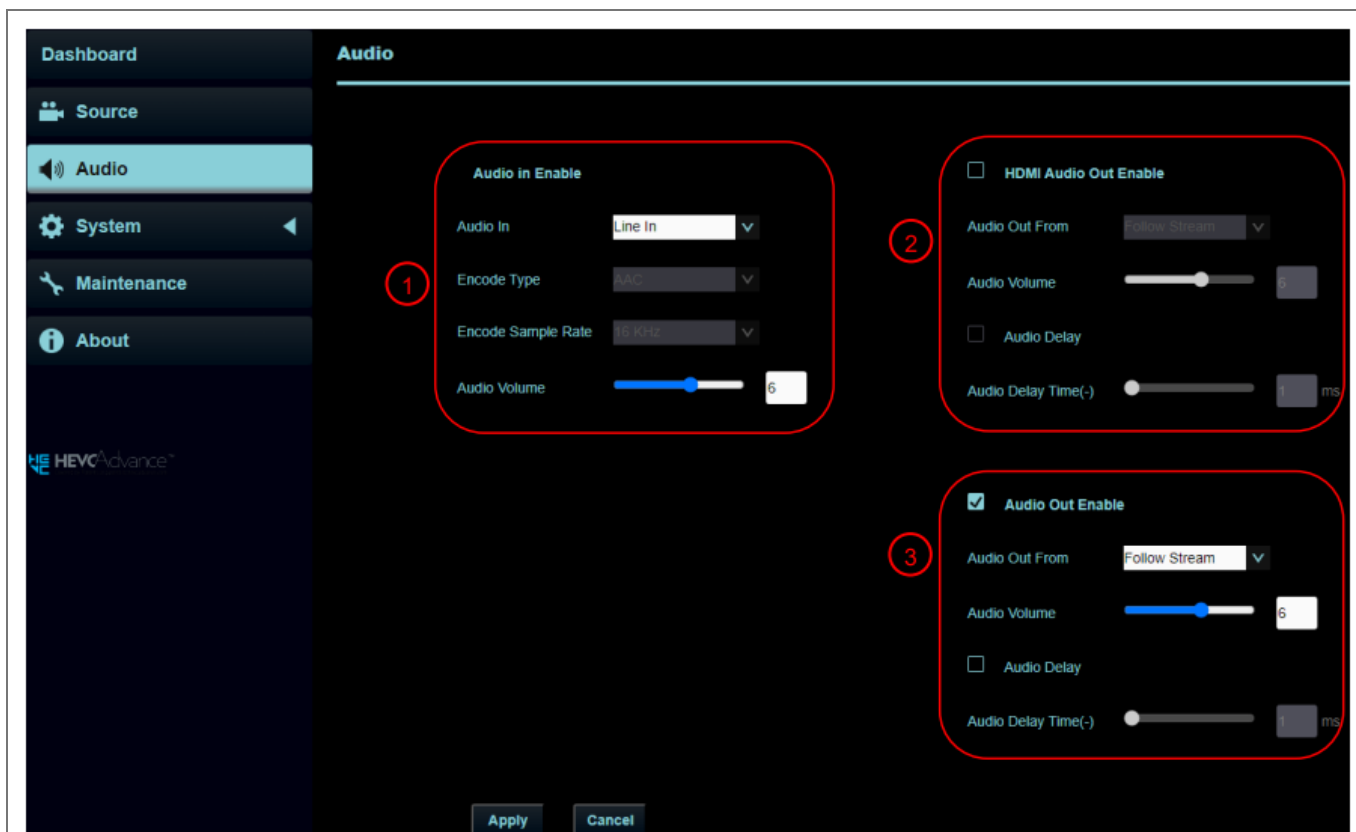 Dashboard
Source
Audio
System
Maintenance
About
HEVC Advance™
Audio
1
Audio in Enable
Audio In Line In
Encode Type AAC
Encode Sample Rate 16 KHz
Audio Volume 6
2
HDMI Audio Out Enable
Audio Out From Follow Stream
Audio Volume 6
Audio Delay
Audio Delay Time(-) 1 ms
3
Audio Out Enable
Audio Out From Follow Stream
Audio Volume 6
Audio Delay
Audio Delay Time(-) 1 ms
Apply Cancel